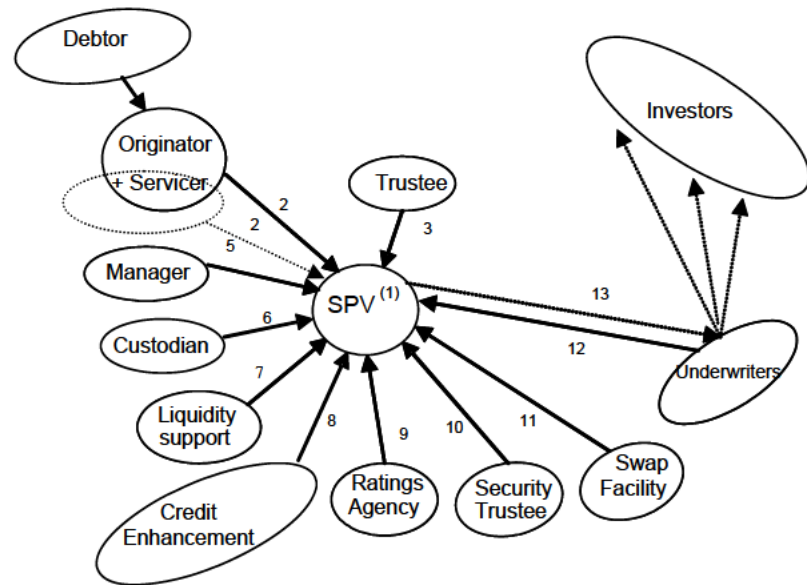 Debtor
Investors
Originator
+ Servicer
Trustee
2
2
3
5
Manager
SPV (1)
13
6
Custodian
12
Underwriters
7
Liquidity
support
8
11
9
10
Swap
Facility
Ratings
Agency
Security
Trustee
Credit
Enhancement